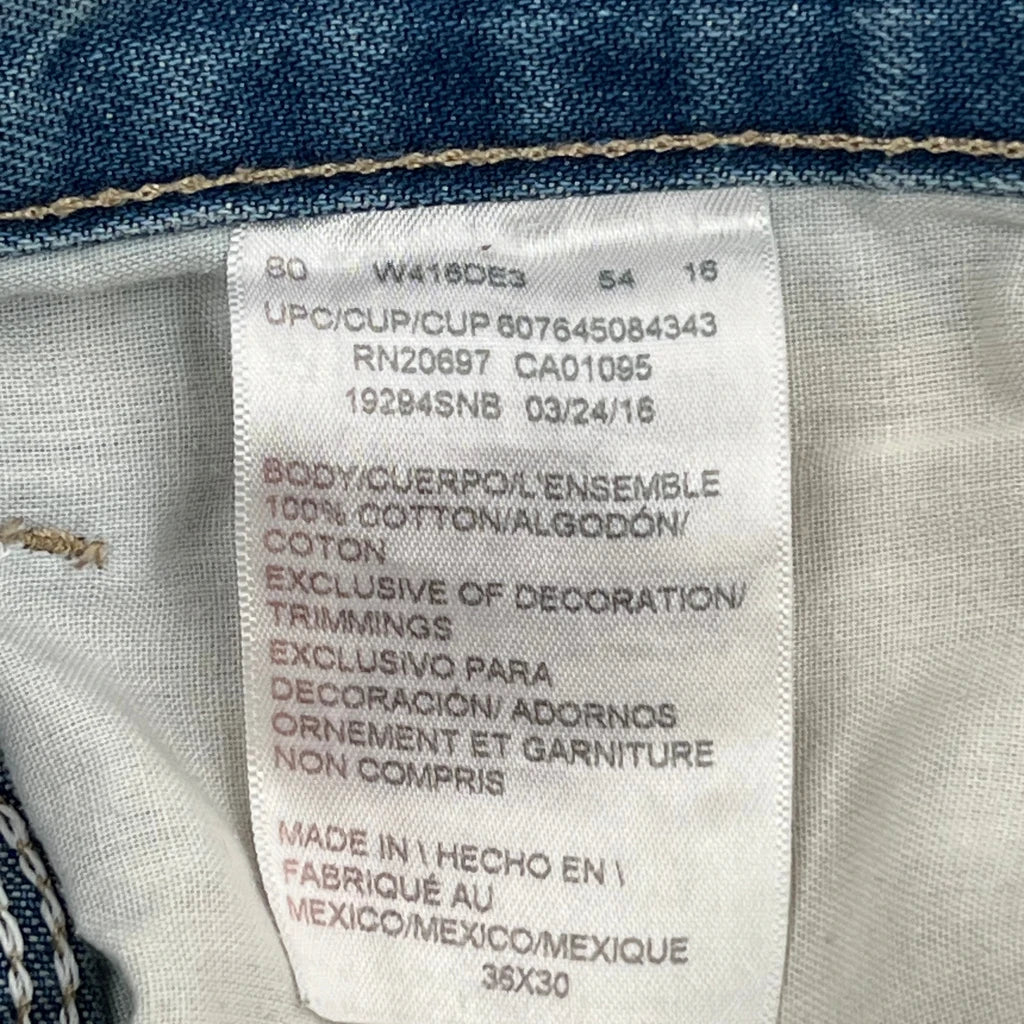 80 W416DE3 54 16
UPC/CUP/CUP 607645084343
RN20697 CA01095
19294SNB 03/24/16
BODY/CUERPO/L'ENSEMBLE
100% COTTON/ALGODÓN/
COTON
EXCLUSIVE OF DECORATION/
TRIMMINGS
EXCLUSIVO PARA
DECORACIÓN/ ADORNOS
ORNEMENT ET GARNITURE
NON COMPRIS
MADE IN \ HECHO EN \
FABRIQUÉ AU
MEXICO/MEXICO/MEXIQUE
36X30